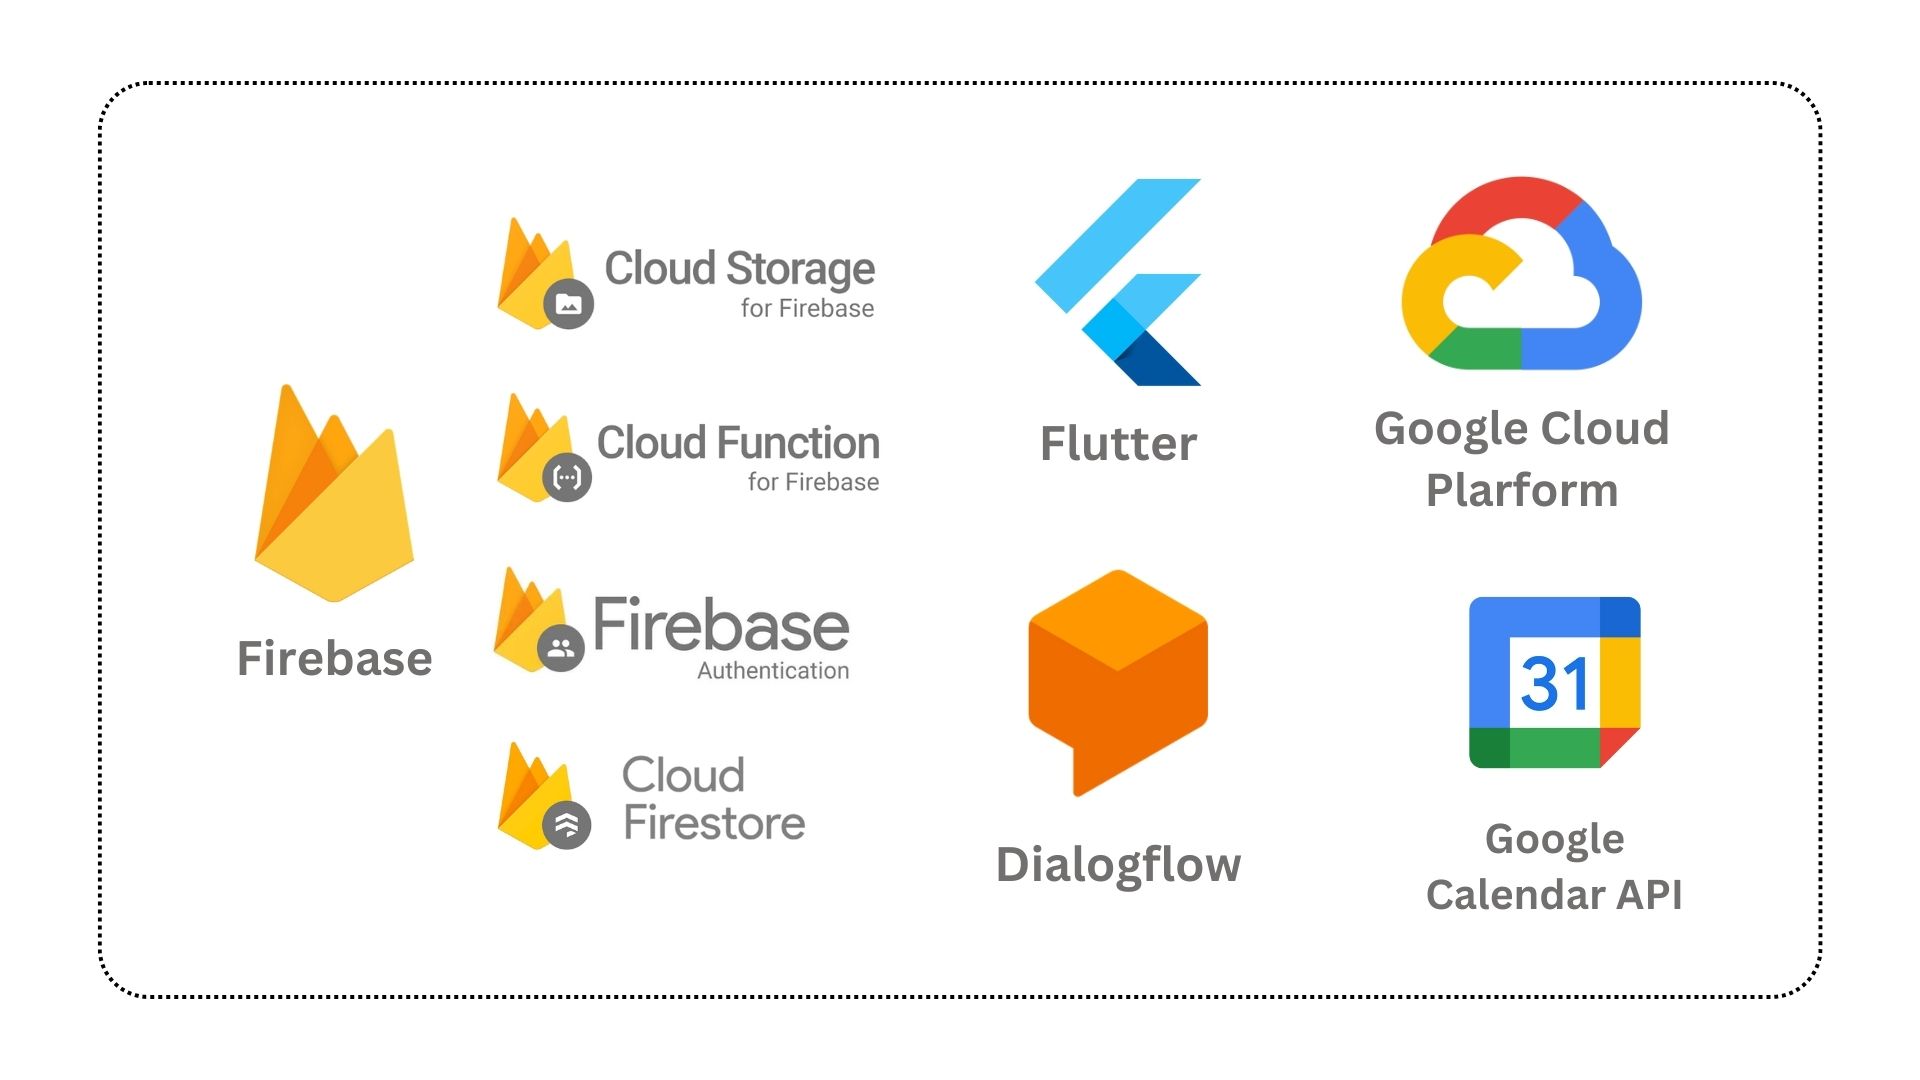 Firebase
Cloud Storage
for Firebase
Cloud Function
for Firebase
Firebase
Authentication
Cloud
Firestore
Flutter
Dialogflow
Google Cloud
Plarform
31
Google
Calendar API